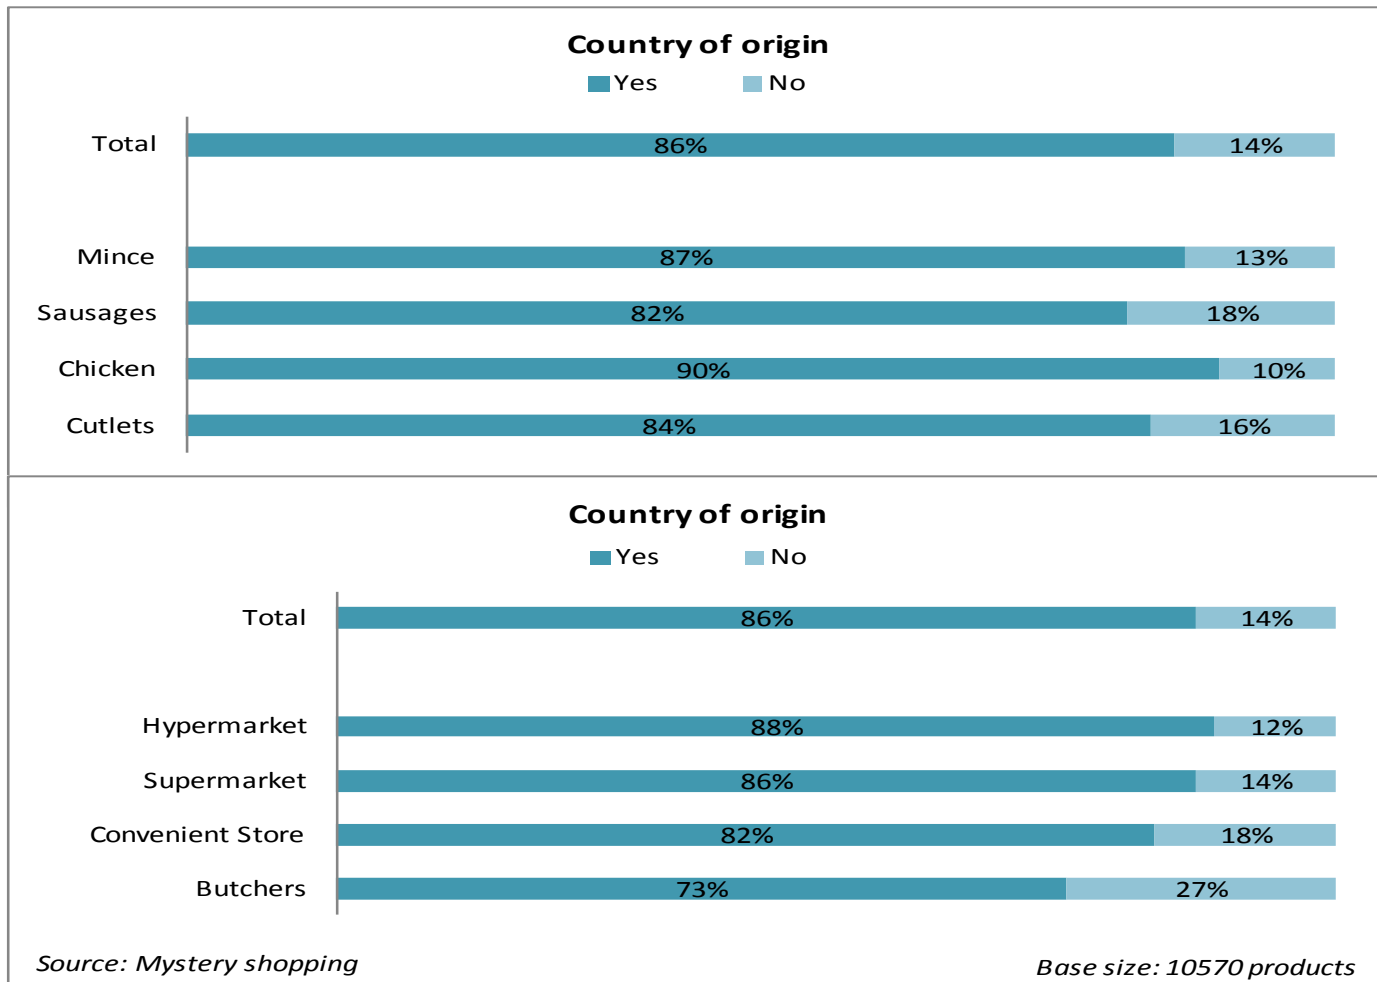 Country of origin
Yes No
Total 86% 14%
Mince 87% 13%
Sausages 82% 18%
Chicken 90% 10%
Cutlets 84% 16%
Country of origin
Yes No
Total 86% 14%
Hypermarket 88% 12%
Supermarket 86% 14%
Convenient Store 82% 18%
Butchers 73% 27%
Source: Mystery shopping Base size: 10570 products